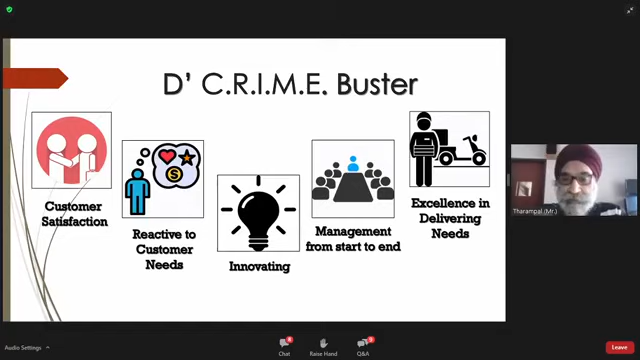 D' C.R.I.M.E. Buster
Customer
Satisfaction
Reactive to
Customer
Needs
$
Innovating
Management
from start to end
Excellence in
Delivering
Needs
Tharampal (Mr.)
Audio Settings
Chat
Raise Hand
Q&A
Leave